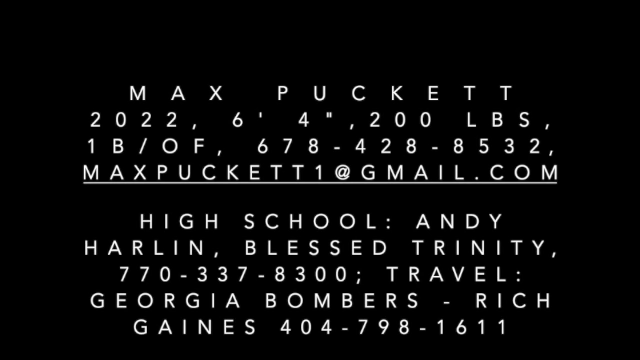 MAX PUCKETT
2022, 6' 4",200 LBS,
1B/OF, 678-428-8532,
MAXPUCKETT1@GMAIL.COM
HIGH SCHOOL: ANDY
HARLIN, BLESSED TRINITY,
770-337-8300; TRAVEL:
GEORGIA BOMBERS - RICH
GAINES 404-798-1611